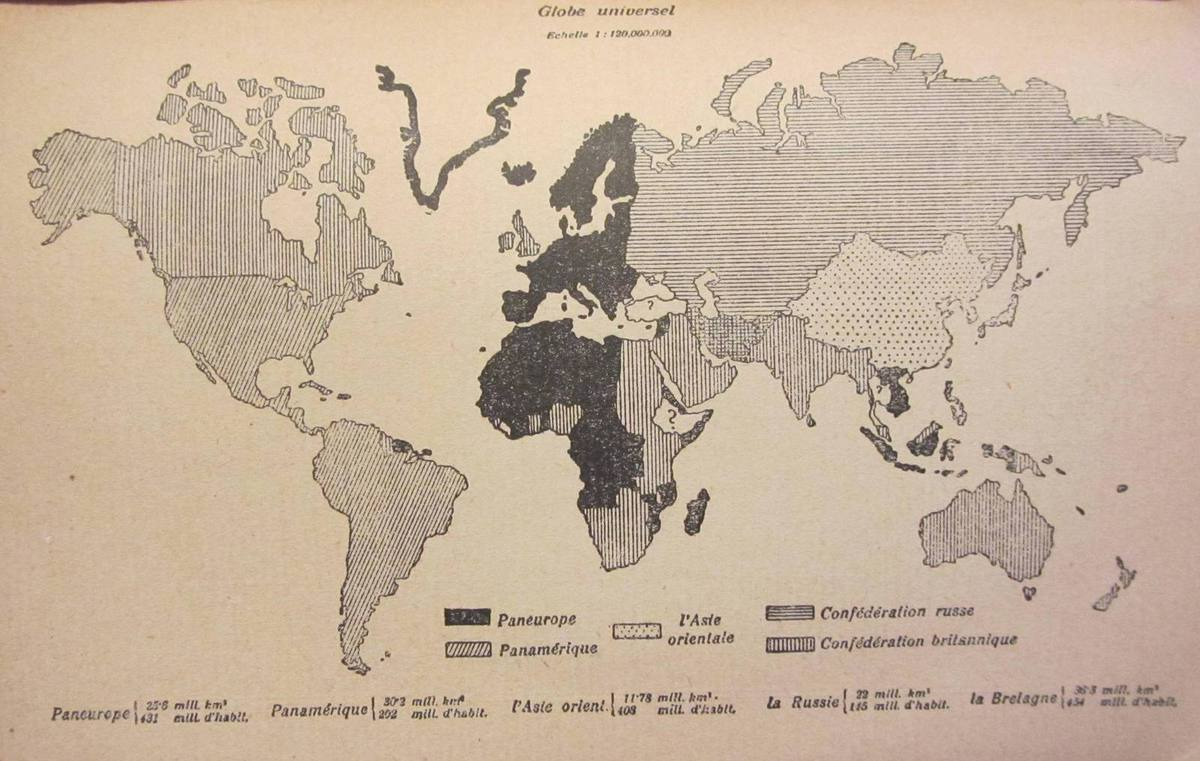 Globe universel
Echelle 1 : 120.000.000
?
Paneurope
Panamérique
l'Asie
orientale
Confédération russe
Confédération britannique
Paneurope 25·6 mill. km²
431 mill. d'habit.
Panamérique 30·2 mill. km²
202 mill. d'habit.
l'Asie orient. 11·78 mill. km².
408 mill. d'habit.
la Russie 22 mill. km²
145 mill. d'habit.
la Bretagne 36·3 mill. km²
454 mill. d'habit.